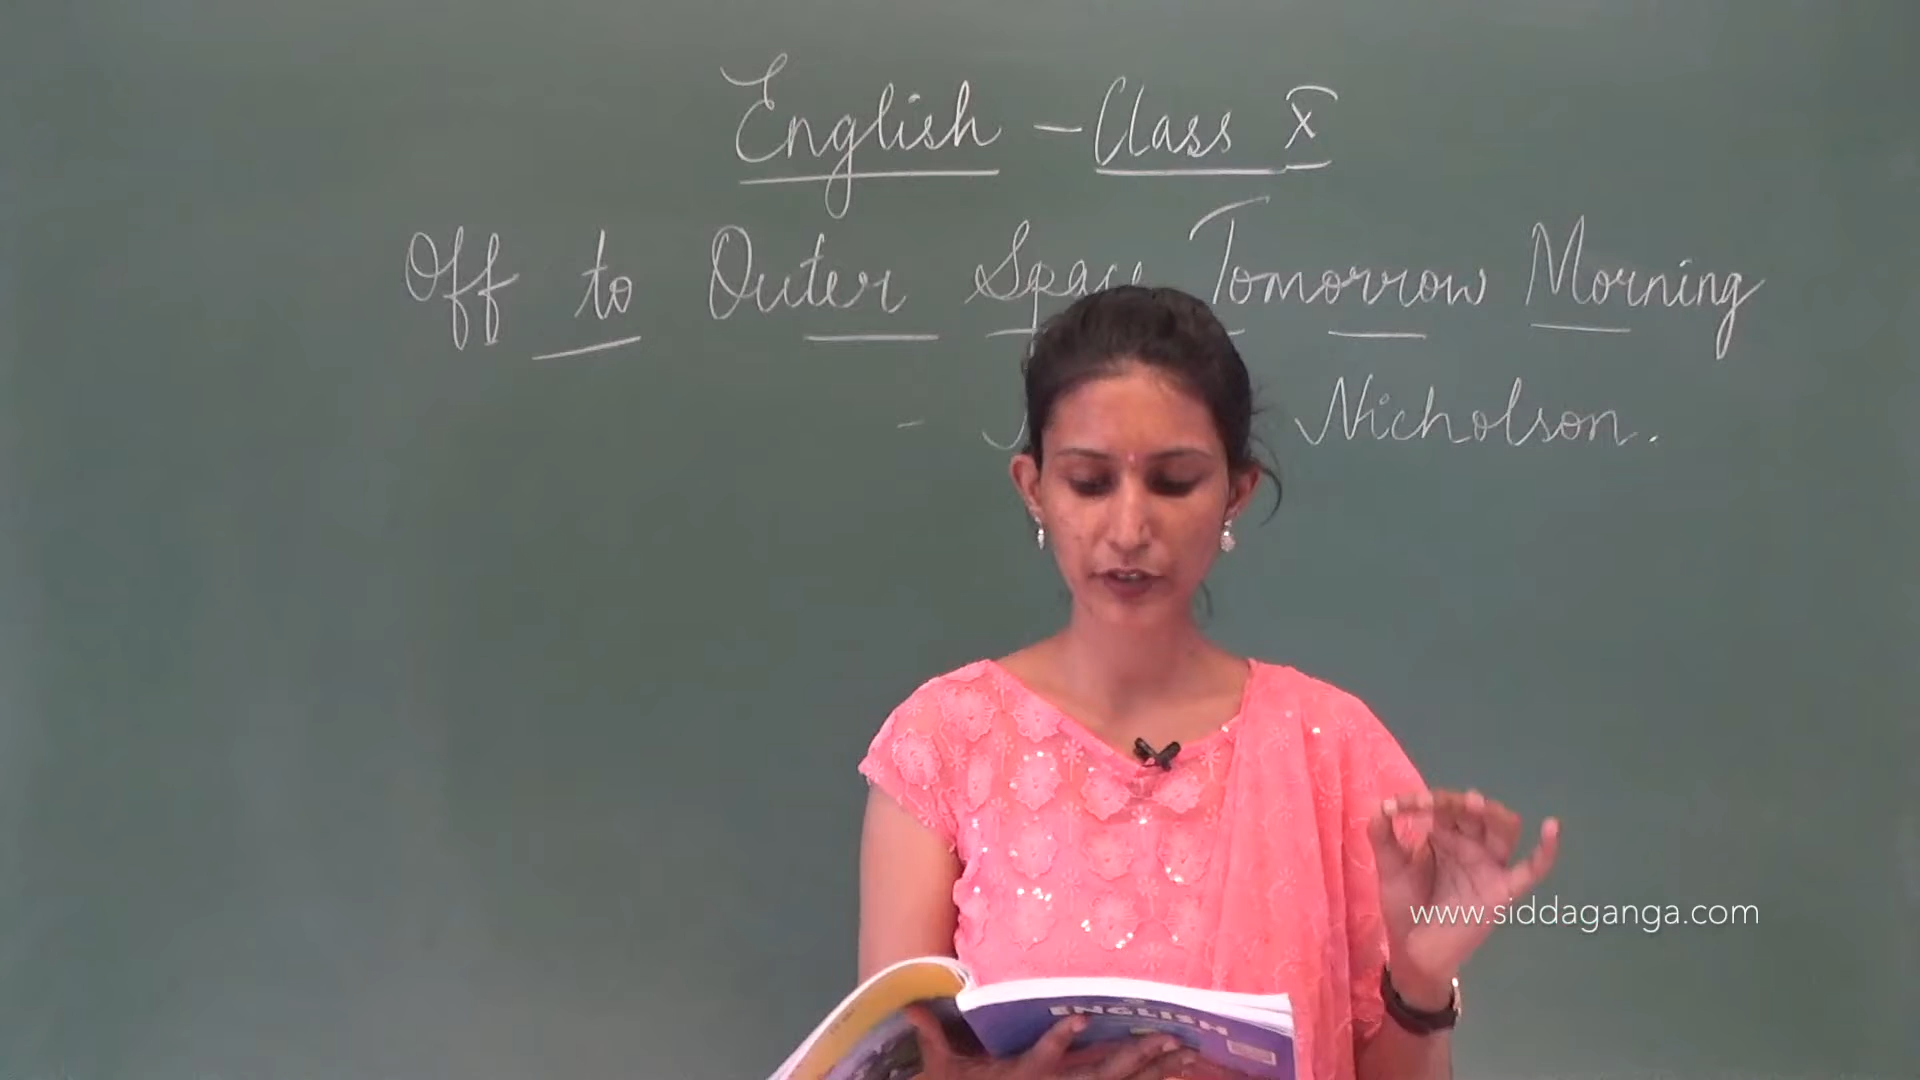 English - Class X
Off to Outer Space Tomorrow Morning
- Nicholson.
www.siddaganga.com
ENGLISH